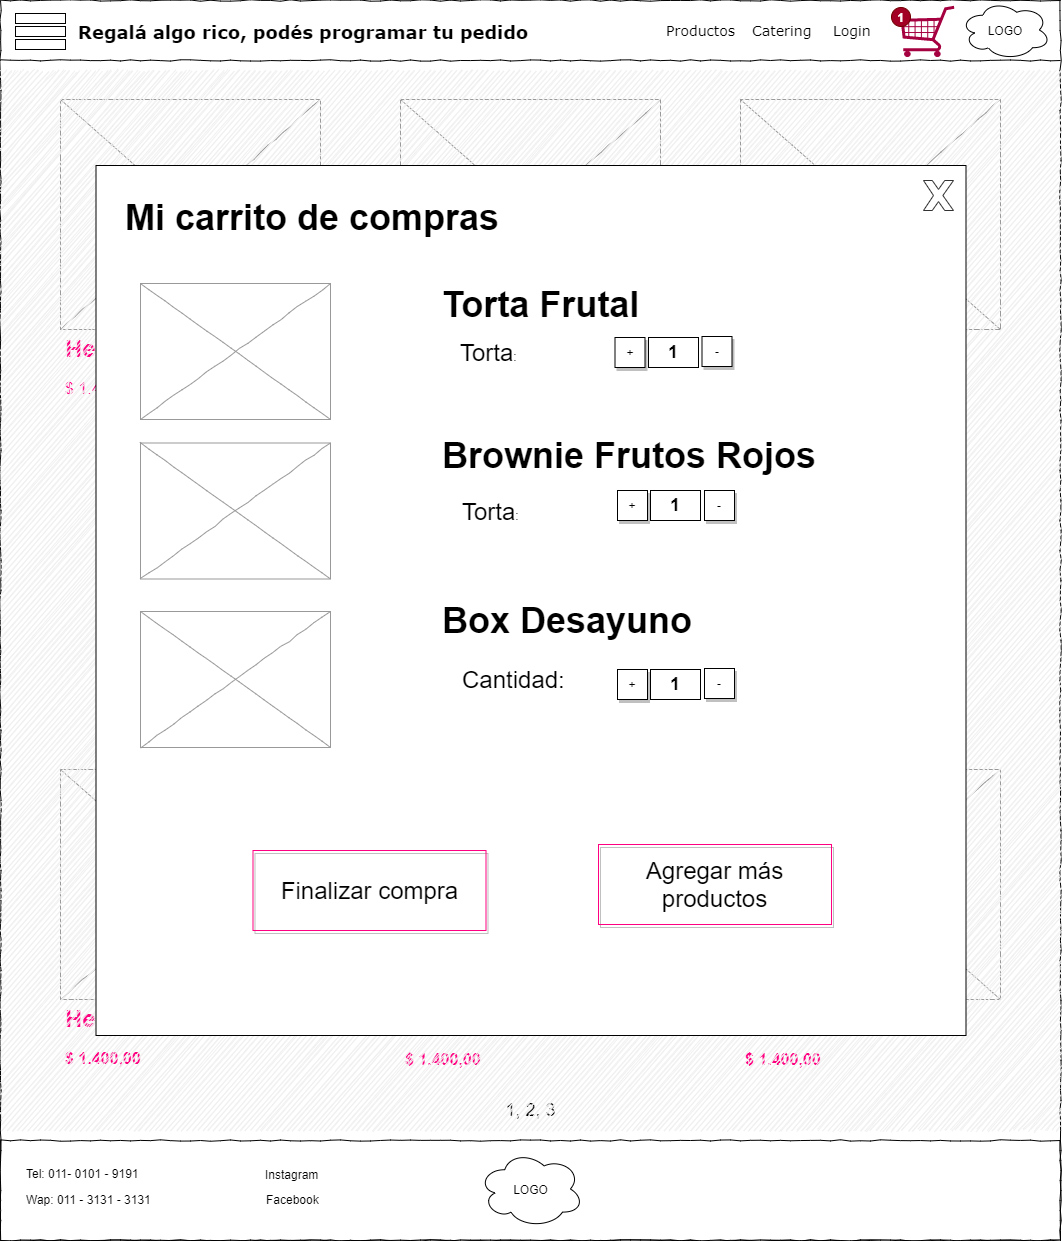 Regalá algo rico, podés programar tu pedido
Productos
Catering
Login
1
LOGO
X
Mi carrito de compras
Torta Frutal
Torta:
+ 1 -
Brownie Frutos Rojos
Torta:
+ 1 -
Box Desayuno
Cantidad:
+ 1 -
He
$ 1.4
Finalizar compra
Agregar más
productos
He
$ 1.400,00
$ 1.400,00
$ 1.400,00
1, 2, 3
Tel: 011- 0101 - 9191
Instagram
LOGO
Wap: 011 - 3131 - 3131
Facebook